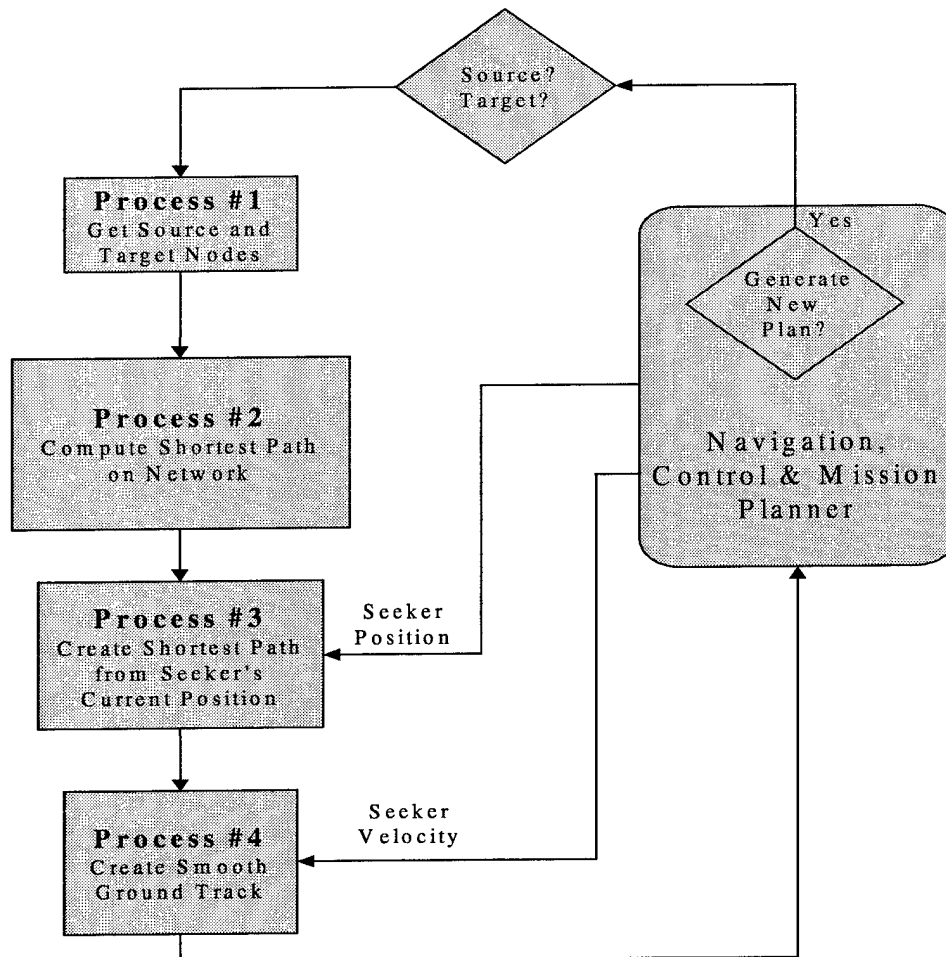 Source?
Target?
Process #1
Get Source and
Target Nodes
Yes
Generate
New
Plan?
Process #2
Compute Shortest Path
on Network
Navigation,
Control & Mission
Planner
Process #3
Create Shortest Path
from Seeker's
Current Position
Seeker
Position
Process #4
Create Smooth
Ground Track
Seeker
Velocity